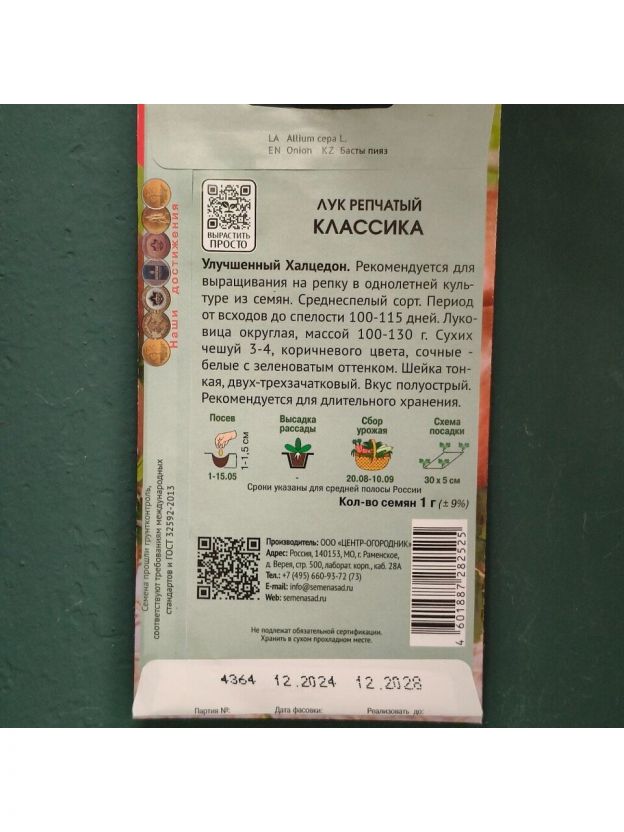 LA Allium cepa L.
EN Onion KZ Басты пияз
ВЫРАСТИТЬ
ПРОСТО
ЛУК РЕПЧАТЫЙ
КЛАССИКА
Наши достижения
Улучшенный Халцедон. Рекомендуется для
выращивания на репку в однолетней куль-
туре из семян. Среднеспелый сорт. Период
от всходов до спелости 100-115 дней. Луко-
вица округлая, массой 100-130 г. Сухих
чешуй 3-4, коричневого цвета, сочные -
белые с зеленоватым оттенком. Шейка тон-
кая, двух-трехзачатковый. Вкус полуострый.
Рекомендуется для длительного хранения.
Посев Высадка рассады Сбор урожая Схема посадки
1-1,5 см
1-15.05 - 20.08-10.09 30 х 5 см
Сроки указаны для средней полосы России
Кол-во семян 1 г (± 9%)
Семена прошли грунтконтроль,
соответствуют требованиям международных
стандартов и ГОСТ 32592-2013
Производитель: ООО «ЦЕНТР-ОГОРОДНИК»
Адрес: Россия, 140153, МО, г. Раменское,
д. Верея, стр. 500, лаборат. корп., каб. 28А
Тел.: +7 (495) 660-93-72 (73)
E-mail: info@semenasad.ru
Web: semenasad.ru
4 601887 282525
Не подлежат обязательной сертификации.
Хранить в сухом прохладном месте.
4364 12.2024 12.2028
Партия №: Дата фасовки: Реализовать до: